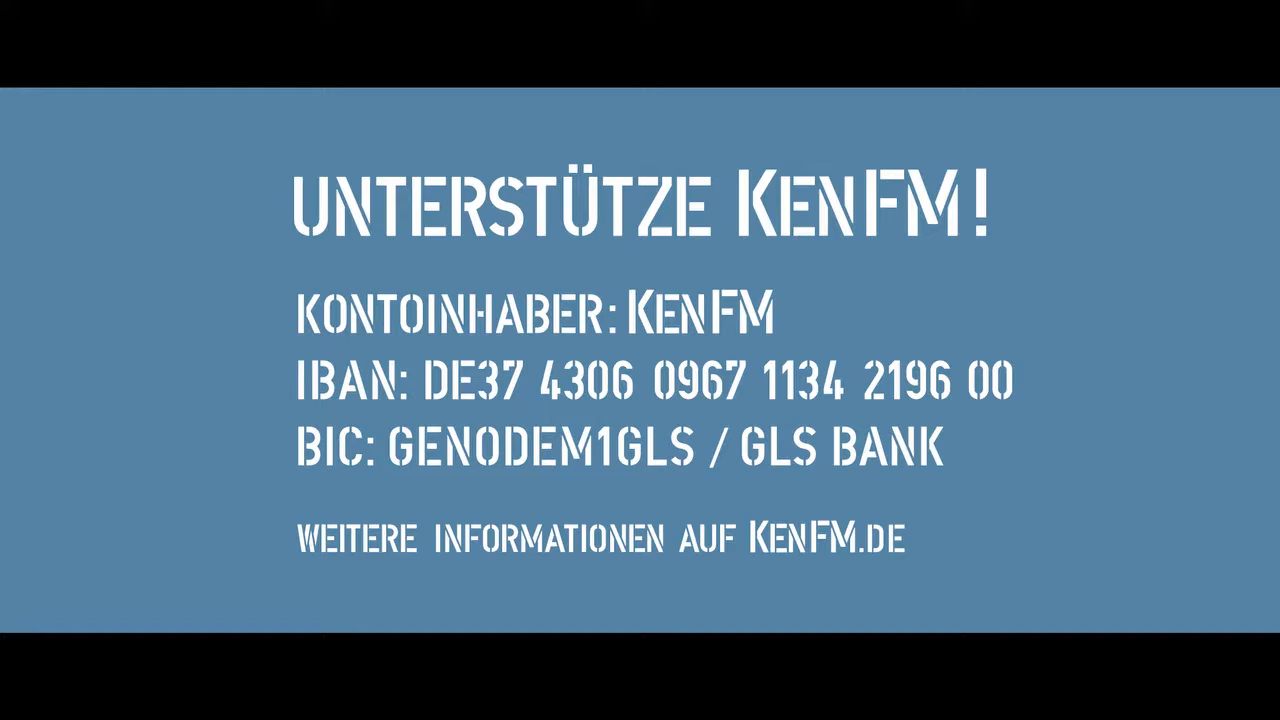 UNTERSTÜTZE KENFM!
KONTOINHABER: KENFM
IBAN: DE37 4306 0967 1134 2196 00
BIC: GENODEM1GLS / GLS BANK
WEITERE INFORMATIONEN AUF KENFM.DE